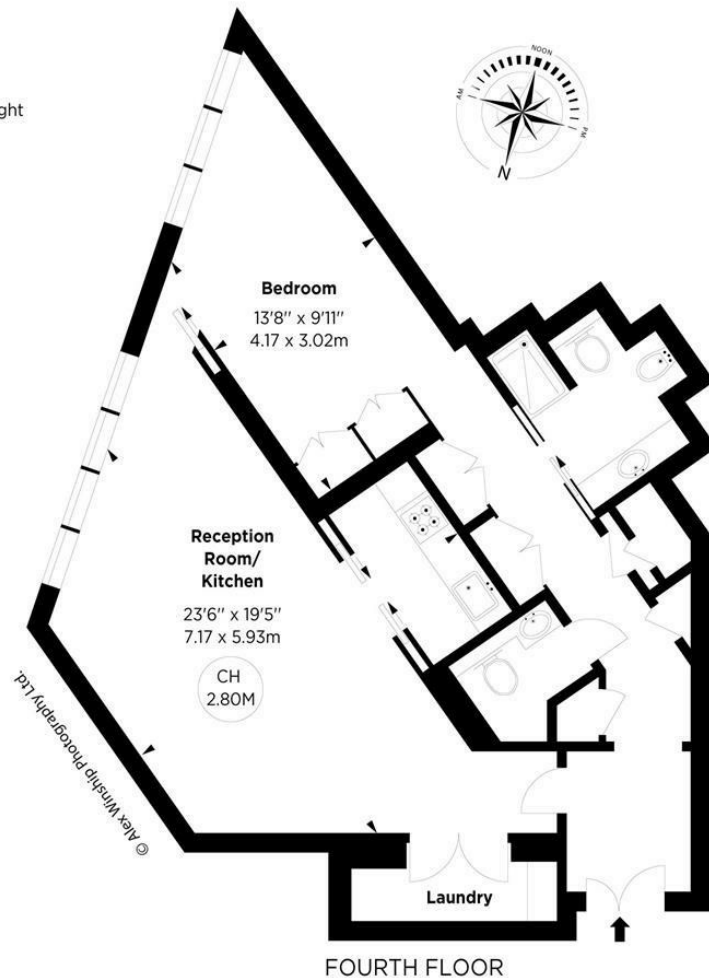 ght
NOON
AM
PM
N
Bedroom
13'8'' x 9'11''
4.17 x 3.02m
Reception
Room/
Kitchen
23'6'' x 19'5''
7.17 x 5.93m
CH
2.80M
© Alex Winship Photography Ltd.
Laundry
FOURTH FLOOR